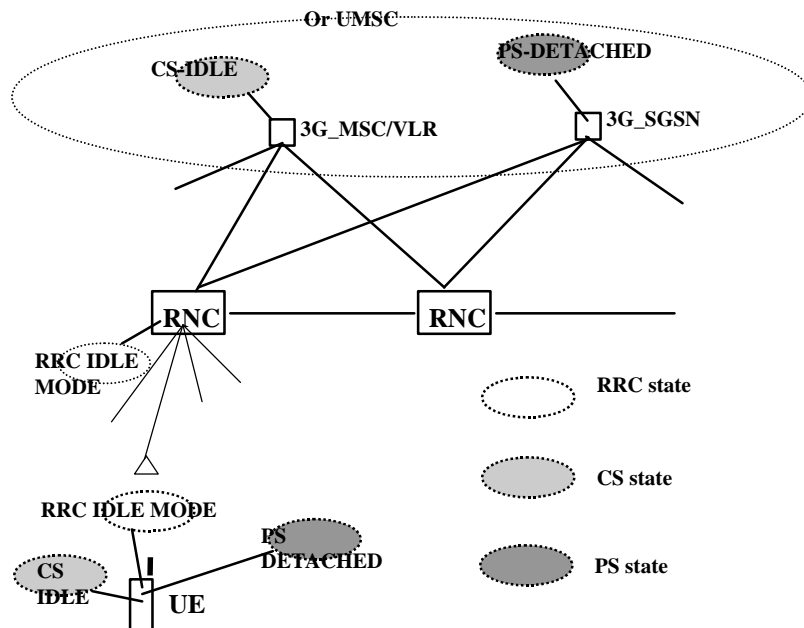 Or UMSC
CS-IDLE
PS-DETACHED
3G_MSC/VLR
3G_SGSN
RNC
RNC
RRC IDLE
MODE
RRC state
CS state
PS state
RRC IDLE MODE
PS
DETACHED
CS
IDLE
UE